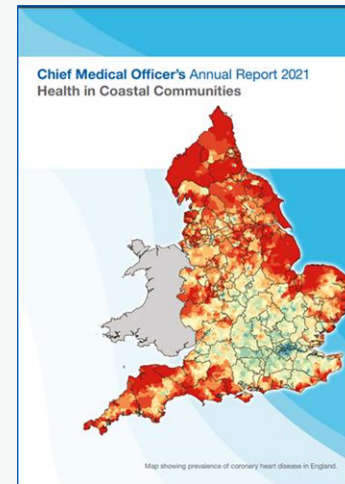 Chief Medical Officer's Annual Report 2021
Health in Coastal Communities
Map showing prevalence of coronary heart disease in England.